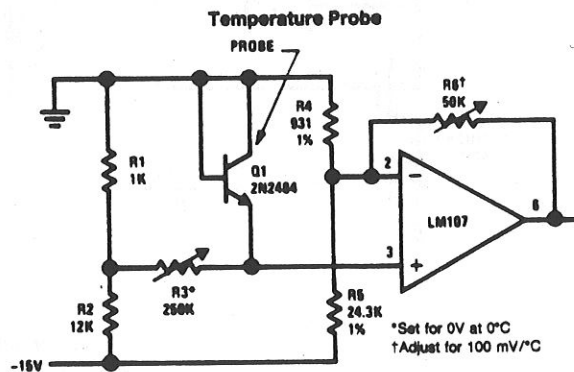 Temperature Probe
PROBE
R1
1K
R2
12K
R3*
250K
Q1
2N2484
R4
931
1%
R5
24.3K
1%
R6†
50K
2
−
3
+
LM107
6
-15V
*Set for 0V at 0°C
†Adjust for 100 mV/°C